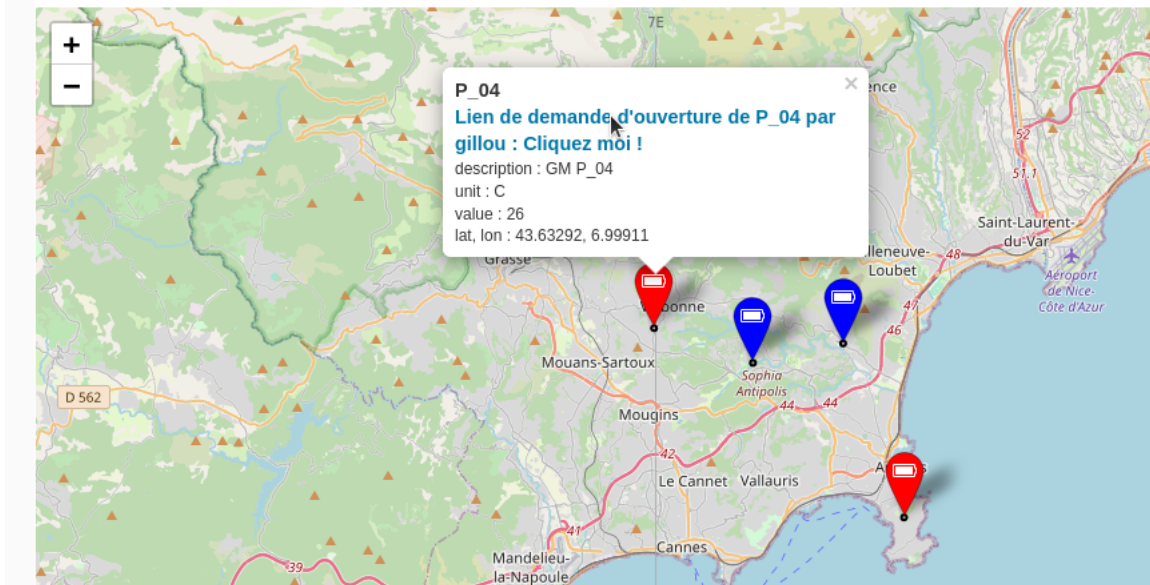 +
−
7E
P_04
×
Lien de demande d'ouverture de P_04 par
gillou : Cliquez moi !
description : GM P_04
unit : C
value : 26
lat, lon : 43.63292, 6.99911
52
51.1
Saint-Laurent-
du-Var
48
Loubet
Aéroport
de Nice-
Côte d'Azur
Grasse
47
46
Mouans-Sartoux
Sophia
Antipolis
D 562
44
44
Mougins
42
Le Cannet
Vallauris
41
Cannes
39
Mandelieu-
la-Napoule